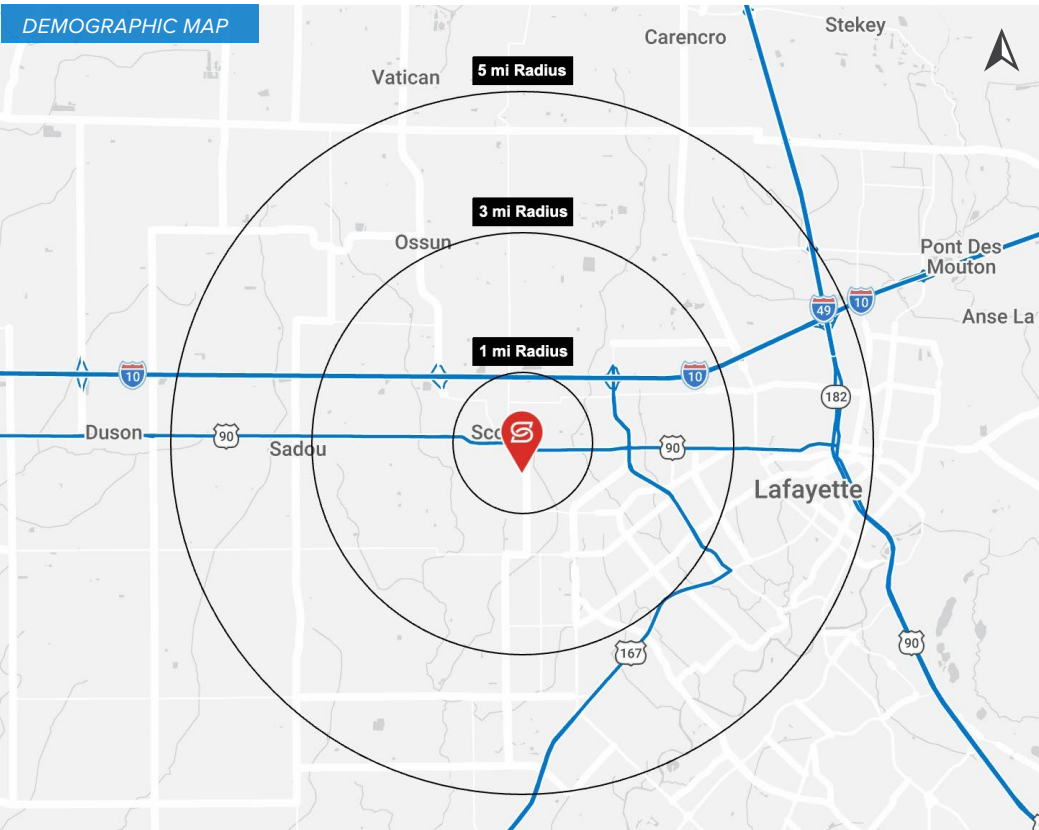 DEMOGRAPHIC MAP
Stekey
Carencro
5 mi Radius
Vatican
3 mi Radius
Ossun
Pont Des
Mouton
49
10
Anse La
1 mi Radius
10
10
182
Duson
90
Sadou
Sco
90
Lafayette
167
90